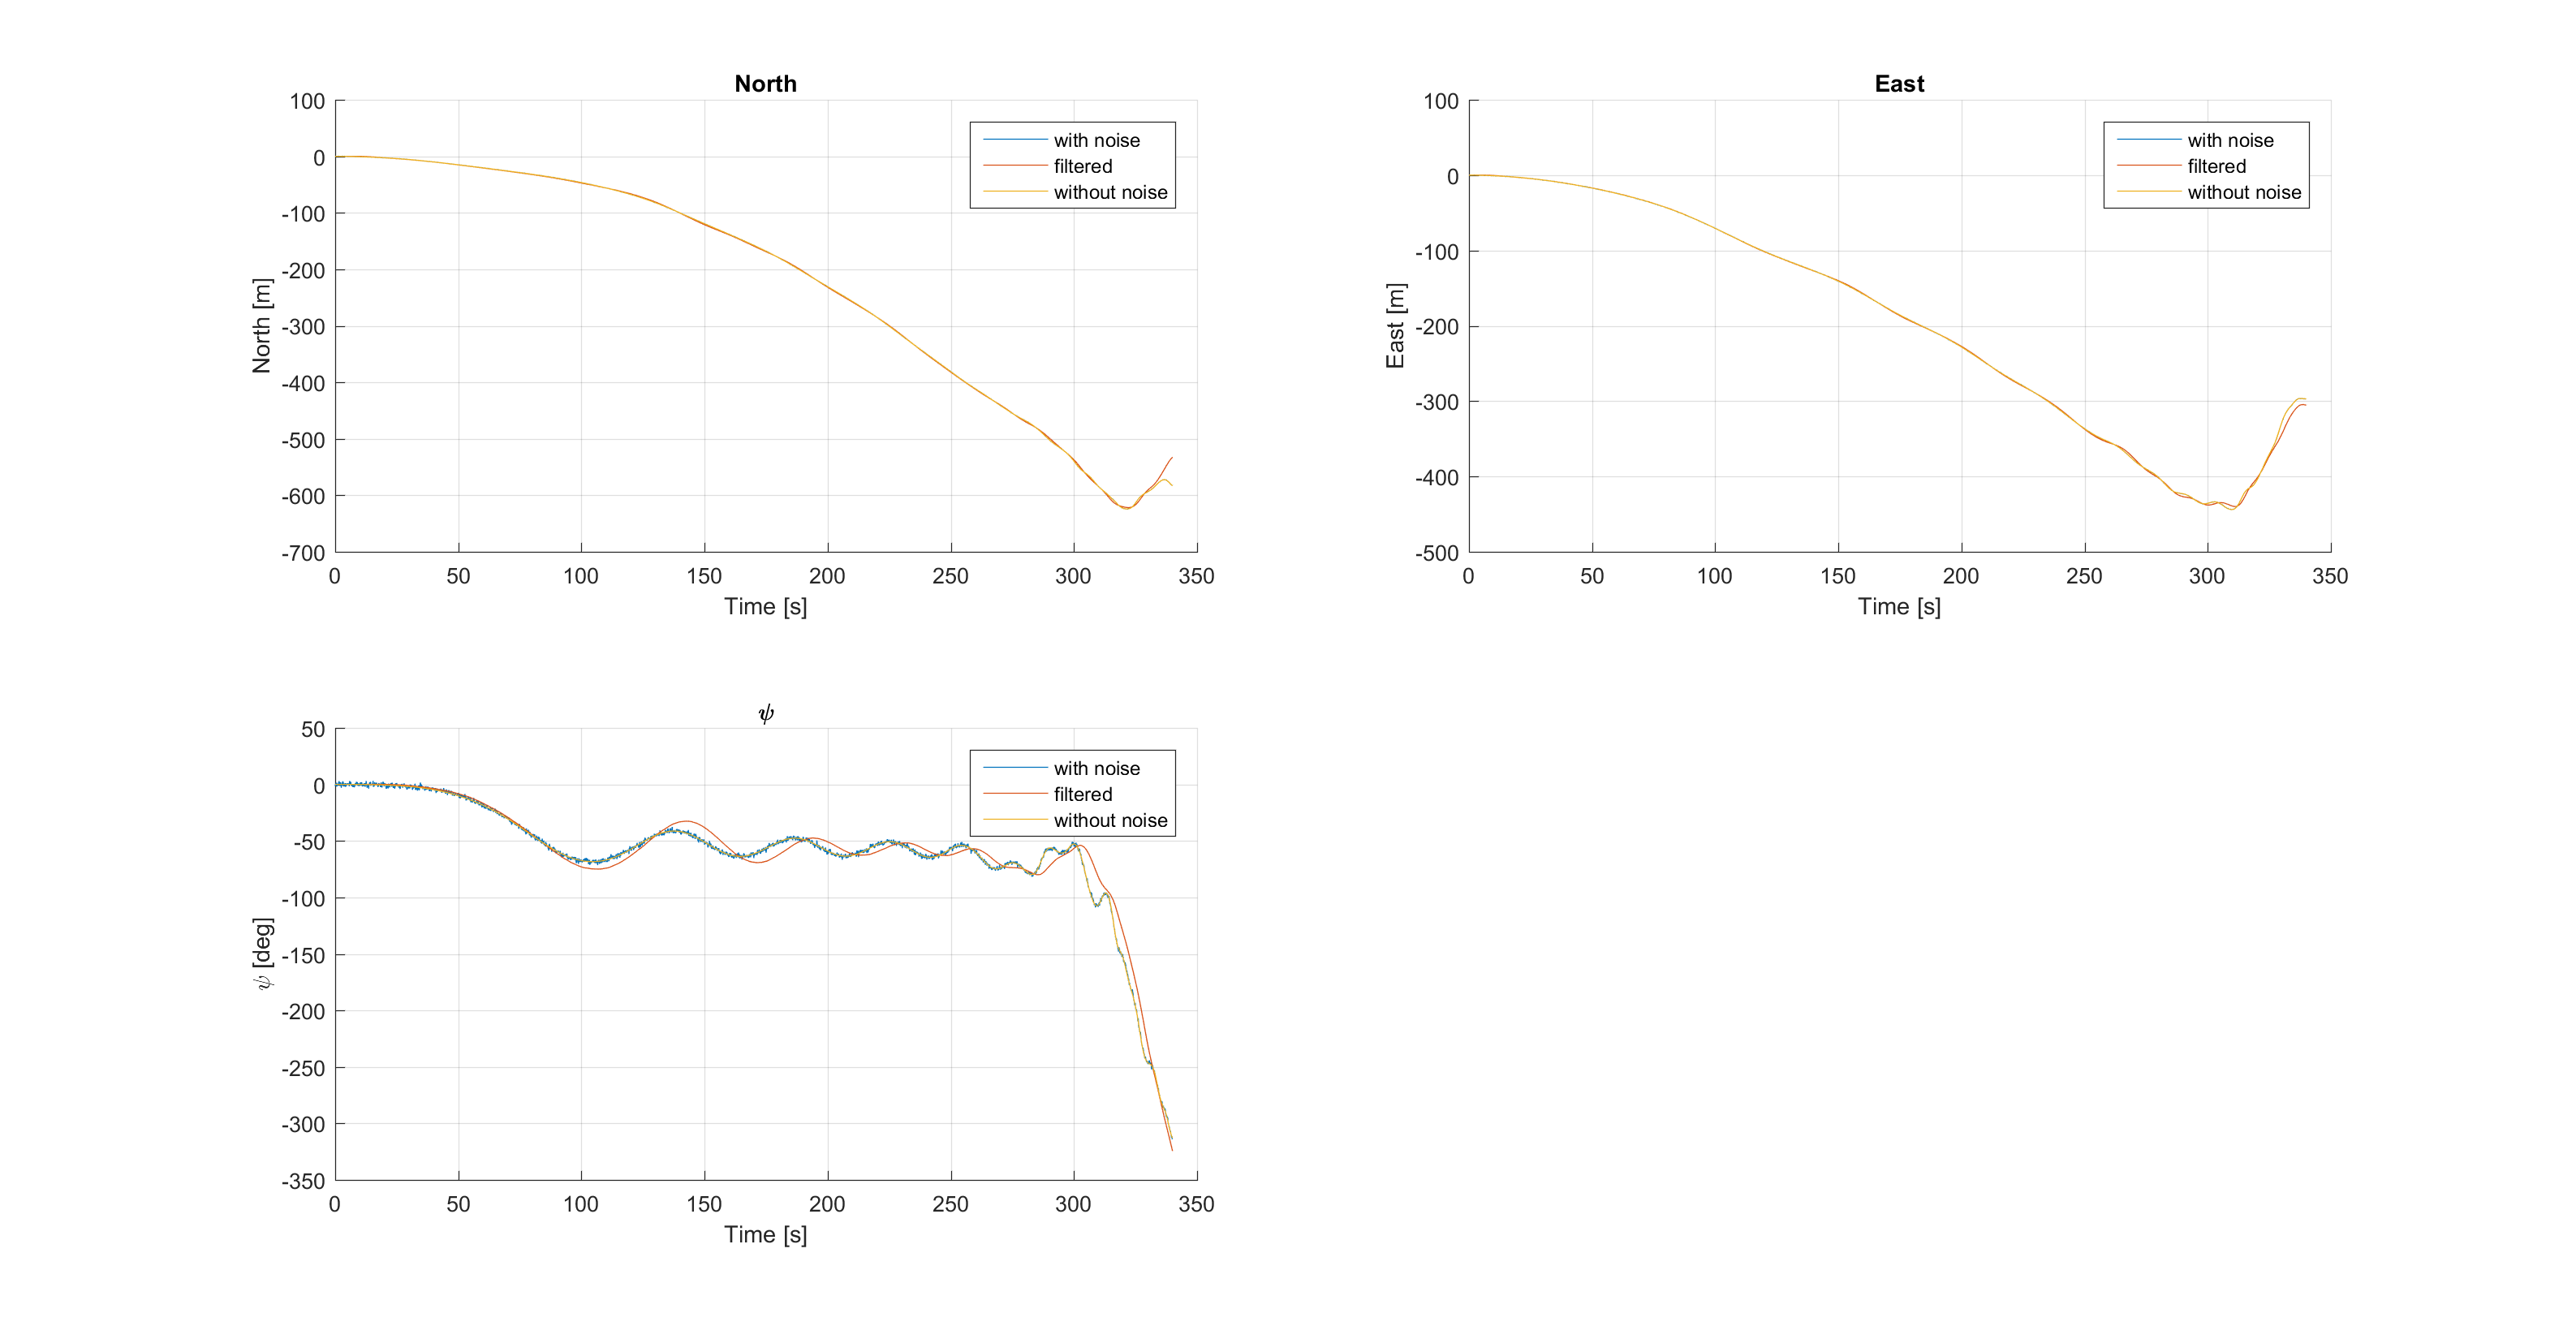 North
100
0
-100
-200
-300
-400
-500
-600
-700
North [m]
0 50 100 150 200 250 300 350
Time [s]
with noise
filtered
without noise
East
100
0
-100
-200
-300
-400
-500
East [m]
0 50 100 150 200 250 300 350
Time [s]
with noise
filtered
without noise
ψ
50
0
-50
-100
-150
-200
-250
-300
-350
ψ [deg]
0 50 100 150 200 250 300 350
Time [s]
with noise
filtered
without noise